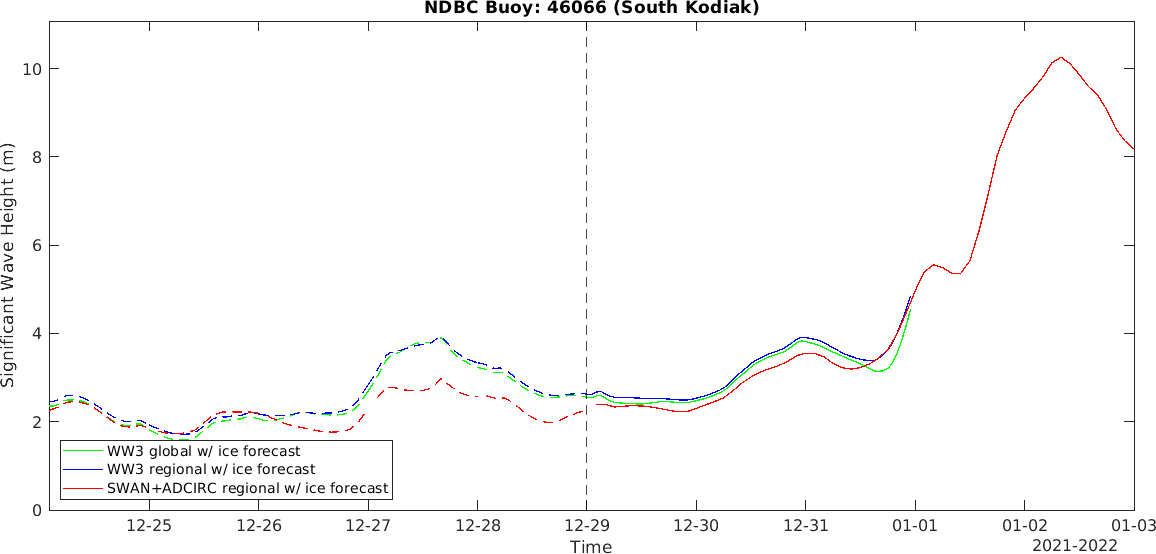 NDBC Buoy: 46066 (South Kodiak)
Significant Wave Height (m)
10
8
6
4
2
0
WW3 global w/ ice forecast
WW3 regional w/ ice forecast
SWAN+ADCIRC regional w/ ice forecast
12-25 12-26 12-27 12-28 12-29 12-30 12-31 01-01 01-02 01-03
Time
2021-2022